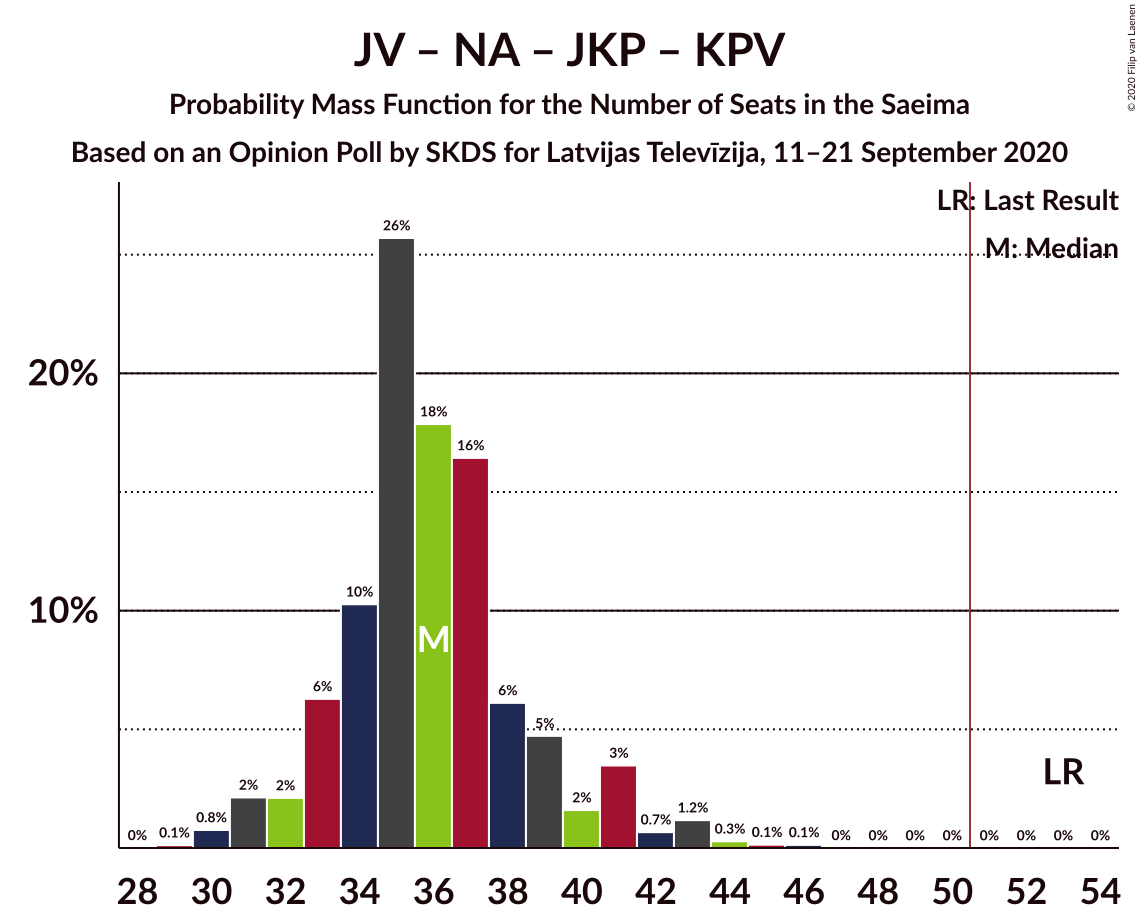 JV – NA – JKP – KPV
Probability Mass Function for the Number of Seats in the Saeima
Based on an Opinion Poll by SKDS for Latvijas Televīzija, 11–21 September 2020
© 2020 Filip van Laenen
LR: Last Result
M: Median
26%
20%
18%
16%
10%
10%
M
6%
6%
5%
3%
LR
2%
2%
2%
0.8%
0.7%
1.2%
0% 0.1% 0.3% 0.1% 0.1% 0% 0% 0% 0% 0% 0% 0% 0%
28 30 32 34 36 38 40 42 44 46 48 50 52 54